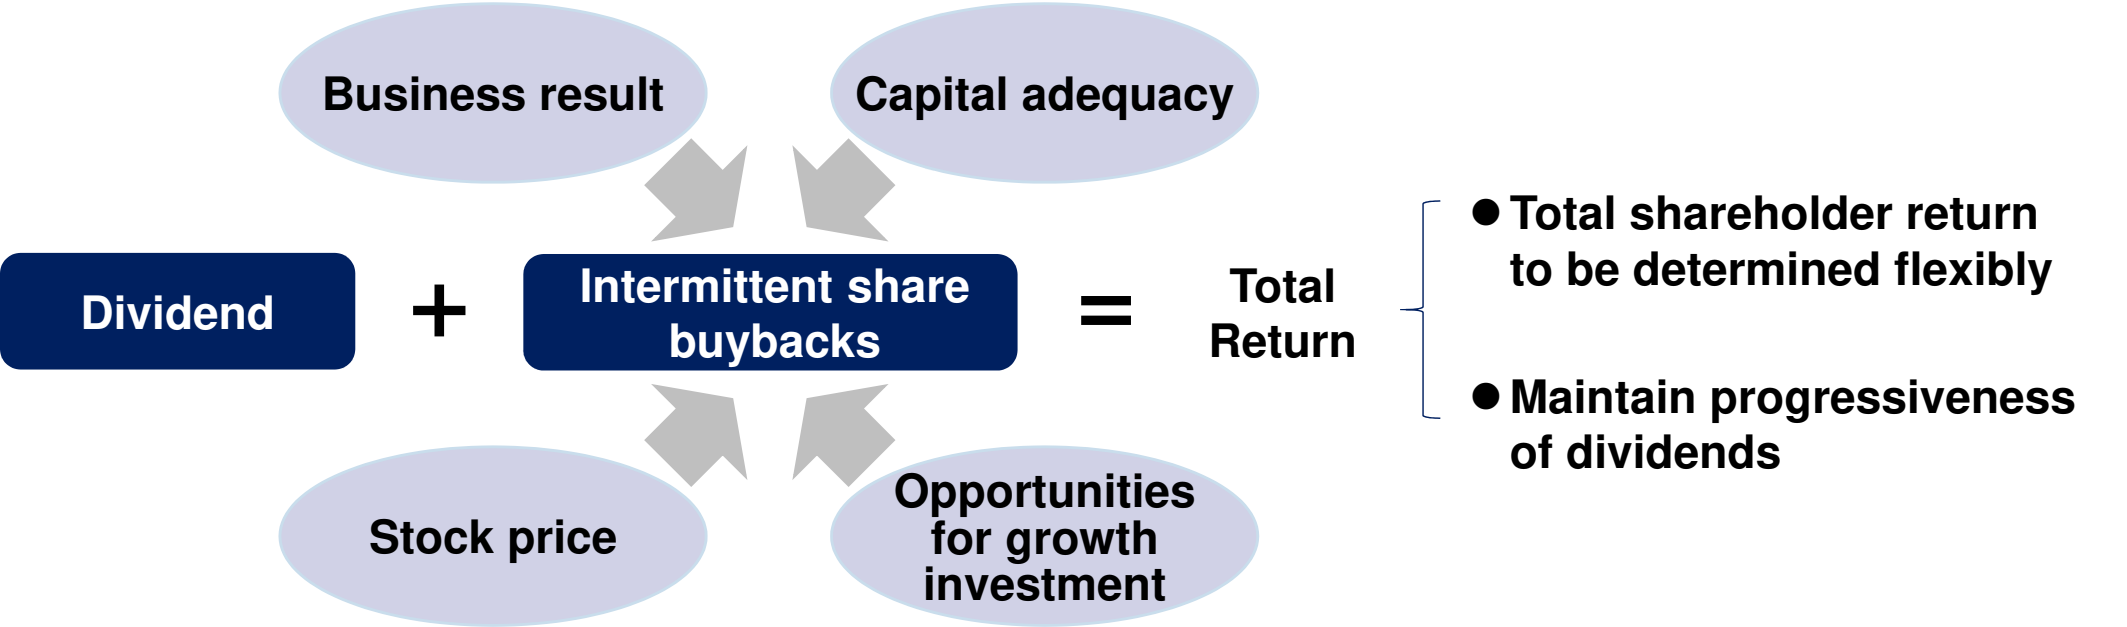 Business result
Capital adequacy
Dividend
+
Intermittent share
buybacks
=
Total
Return
● Total shareholder return
to be determined flexibly
● Maintain progressiveness
of dividends
Stock price
Opportunities
for growth
investment